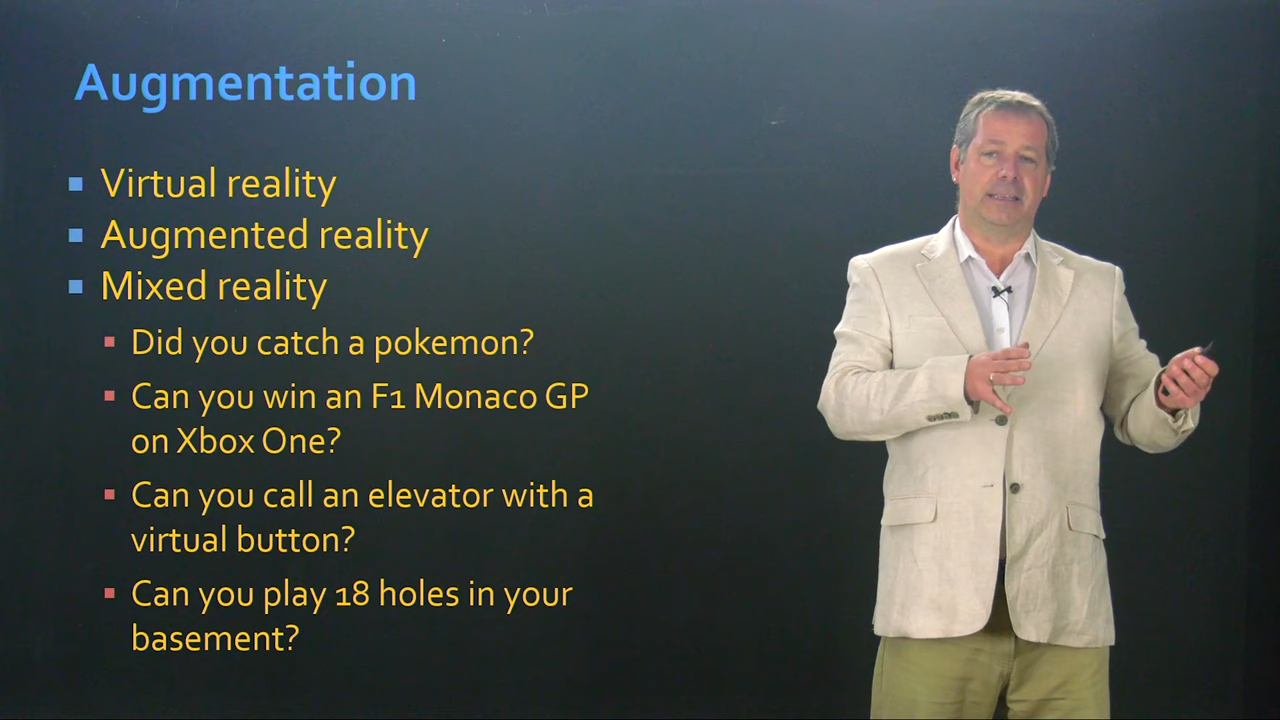 Augmentation
Virtual reality
Augmented reality
Mixed reality
Did you catch a pokemon?
Can you win an F1 Monaco GP
on Xbox One?
Can you call an elevator with a
virtual button?
Can you play 18 holes in your
basement?